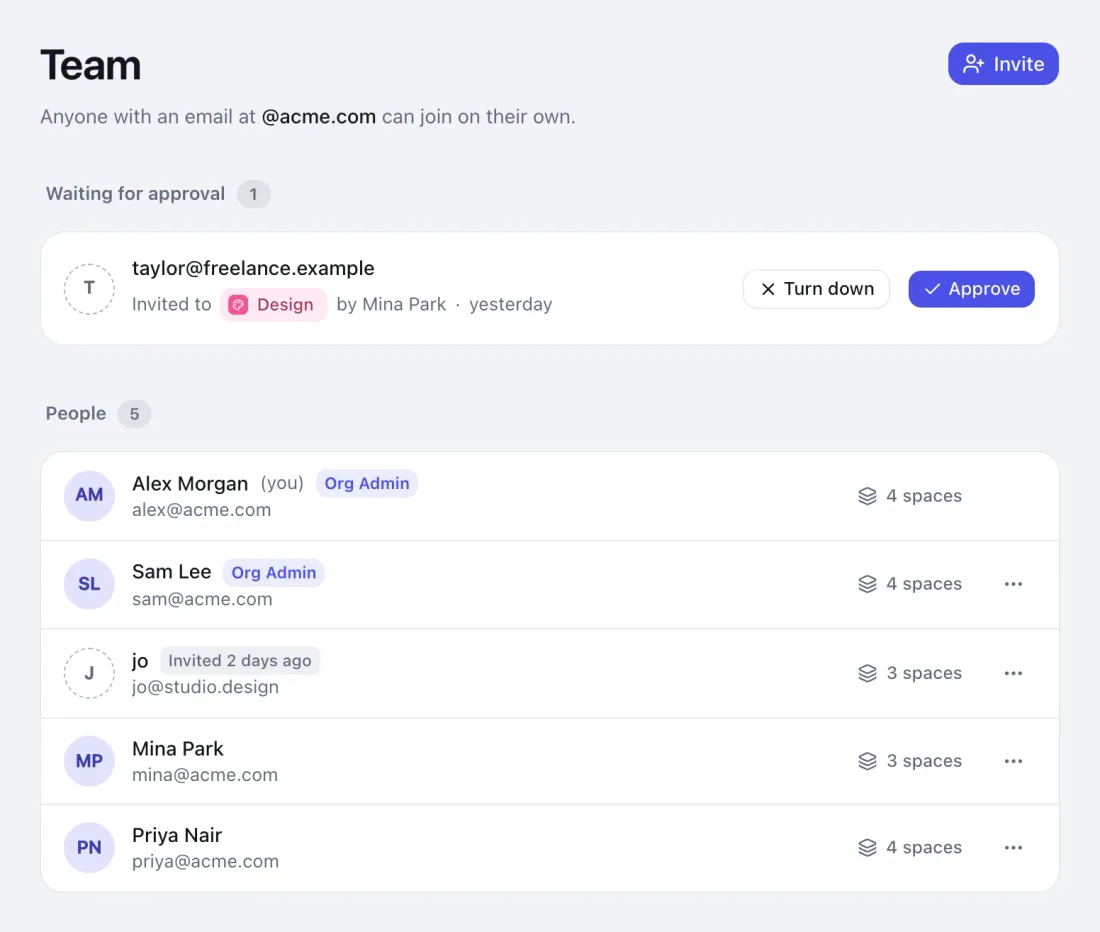 Team
Invite
Anyone with an email at @acme.com can join on their own.
Waiting for approval 1
T
taylor@freelance.example
Invited to Design by Mina Park · yesterday
Turn down
Approve
People 5
AM
Alex Morgan (you) Org Admin
alex@acme.com
4 spaces
SL
Sam Lee Org Admin
sam@acme.com
4 spaces
J
jo Invited 2 days ago
jo@studio.design
3 spaces
MP
Mina Park
mina@acme.com
3 spaces
PN
Priya Nair
priya@acme.com
4 spaces